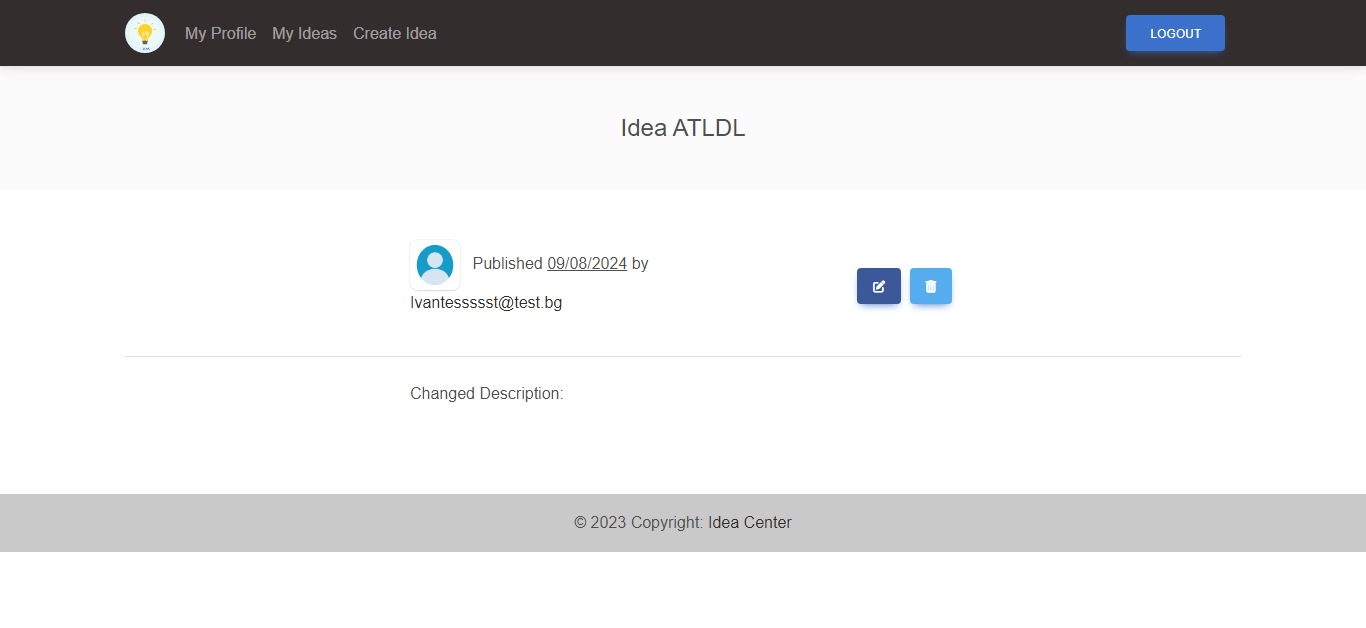 My Profile My Ideas Create Idea LOGOUT
Idea ATLDL
Published 09/08/2024 by
Ivantessssst@test.bg
Changed Description:
© 2023 Copyright: Idea Center